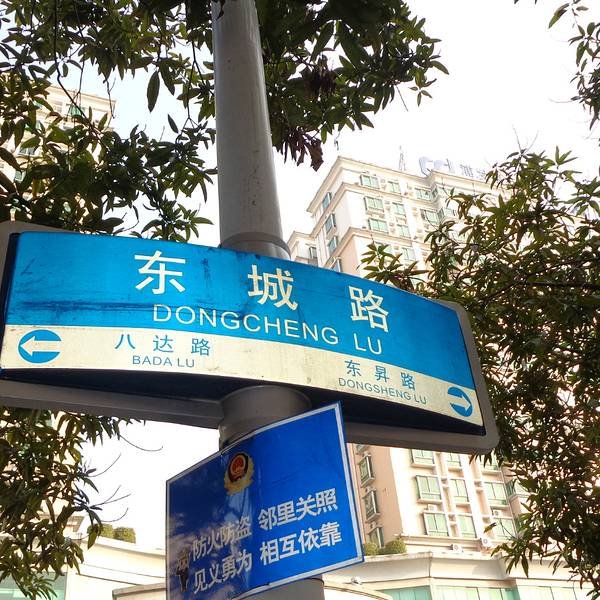 东城路
DONGCHENG LU
八达路
BADA LU
东昇路
DONGSHENG LU
防火防盗 邻里关照
见义勇为 相互依靠